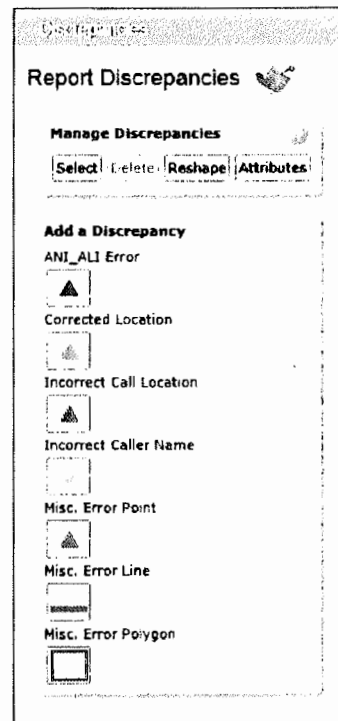 Report Discrepancies
Manage Discrepancies
Select Delete Reshape Attributes
Add a Discrepancy
ANI_ALI Error
Corrected Location
Incorrect Call Location
Incorrect Caller Name
Misc. Error Point
Misc. Error Line
Misc. Error Polygon